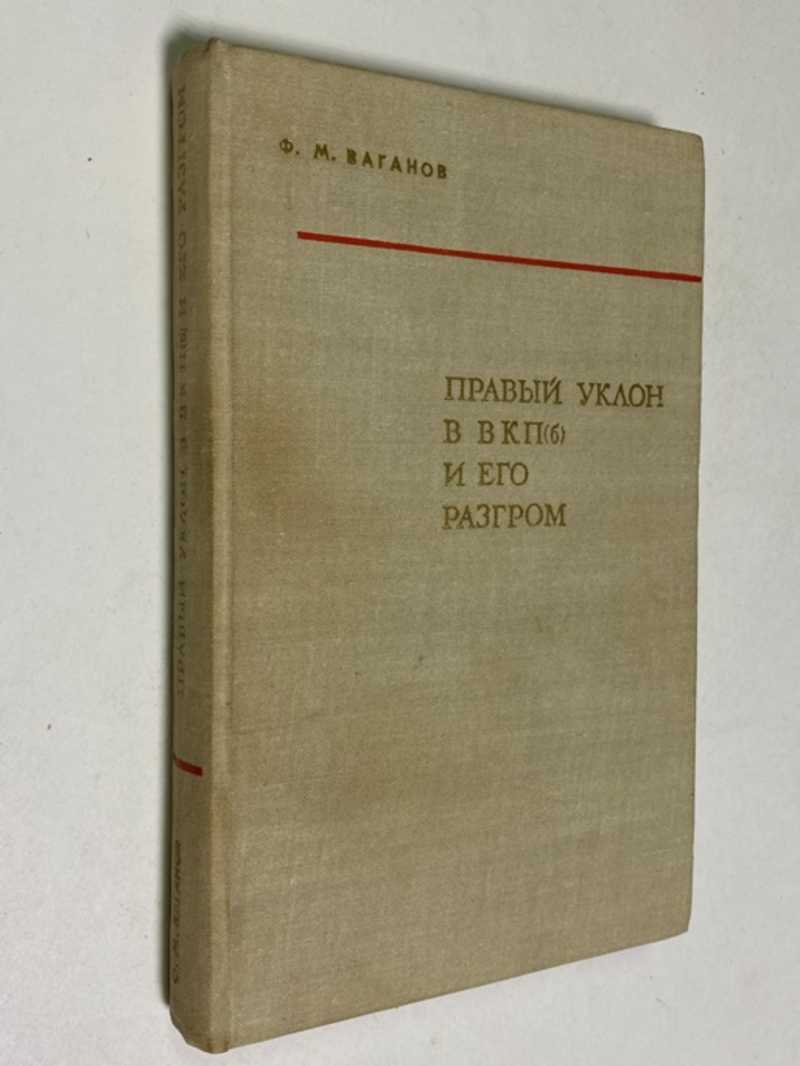 Ф. М. ВАГАНОВ
ПРАВЫЙ УКЛОН
В ВКП(б)
И ЕГО
РАЗГРОМ